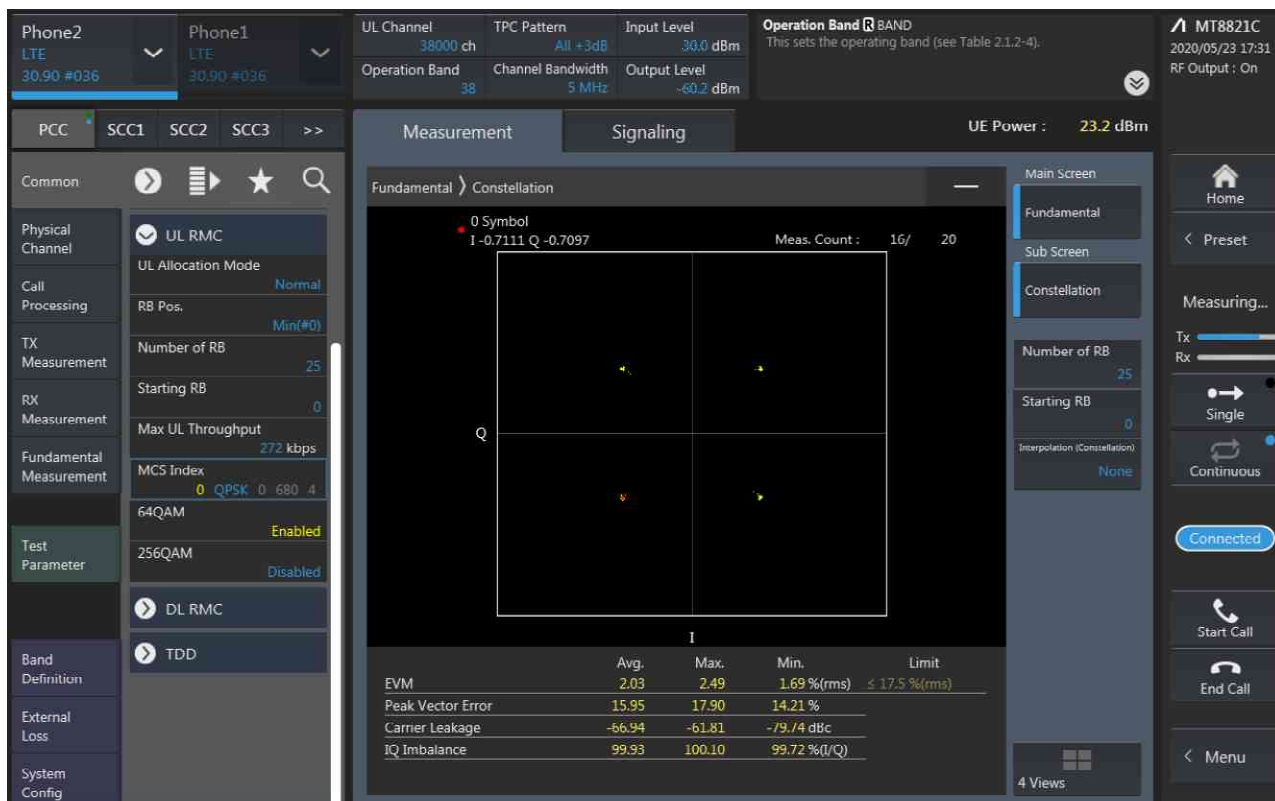 Phone2
LTE
30.90 #036
Phone1
LTE
30.90 #036
UL Channel
38000 ch
TPC Pattern
All +3dB
Input Level
30.0 dBm
Operation Band
38
Channel Bandwidth
5 MHz
Output Level
-60.2 dBm
Operation Band R BAND
This sets the operating band (see Table 2.1.2-4).
MT8821C
2020/05/23 17:31
RF Output : On
PCC SCC1 SCC2 SCC3 >>
Measurement
Signaling
UE Power : 23.2 dBm
Common
Physical
Channel
Call
Processing
TX
Measurement
RX
Measurement
Fundamental
Measurement
Test
Parameter
Band
Definition
External
Loss
System
Config
UL RMC
UL Allocation Mode
Normal
RB Pos.
Min(#0)
Number of RB
25
Starting RB
0
Max UL Throughput
272 kbps
MCS Index
0 QPSK 0 680 4
64QAM
Enabled
256QAM
Disabled
DL RMC
TDD
Fundamental > Constellation
0 Symbol
I -0.7111 Q -0.7097
Meas. Count : 16/ 20
Q
I
Avg. Max. Min. Limit
EVM 2.03 2.49 1.69 %(rms) ≤ 17.5 %(rms)
Peak Vector Error 15.95 17.90 14.21 %
Carrier Leakage -66.94 -61.81 -79.74 dBc
IQ Imbalance 99.93 100.10 99.72 %(I/Q)
Main Screen
Fundamental
Sub Screen
Constellation
Number of RB
25
Starting RB
0
Interpolation (Constellation)
None
4 Views
Home
< Preset
Measuring...
Tx
Rx
Single
Continuous
Connected
Start Call
End Call
< Menu